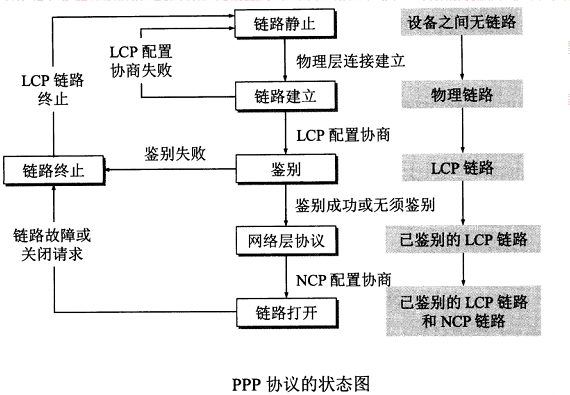 链路静止
设备之间无链路
LCP 配置
协商失败
物理层连接建立
LCP 链路
终止
链路建立
物理链路
LCP 配置协商
鉴别失败
链路终止
鉴别
LCP 链路
鉴别成功或无须鉴别
链路故障或
关闭请求
网络层协议
已鉴别的 LCP 链路
NCP 配置协商
链路打开
已鉴别的 LCP 链路
和 NCP 链路
PPP 协议的状态图